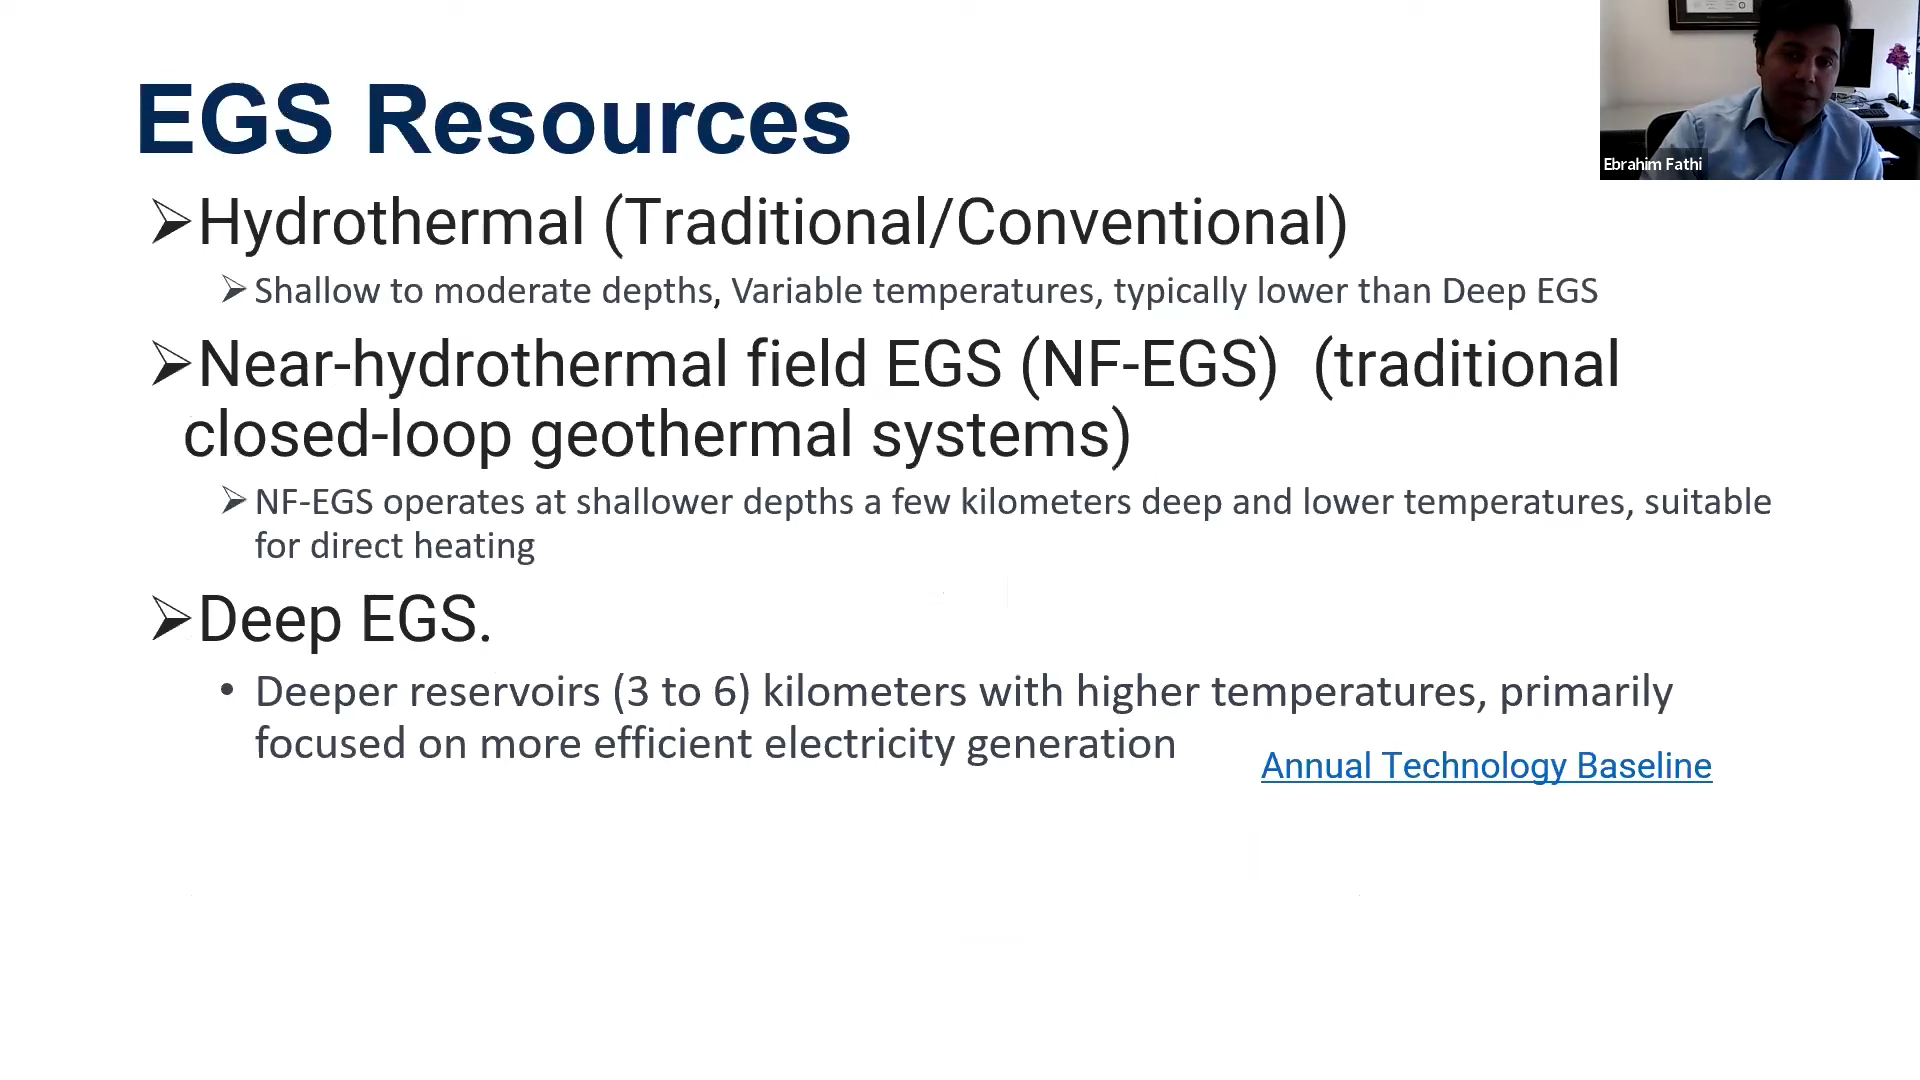 EGS Resources
Ebrahim Fathi
➢Hydrothermal (Traditional/Conventional)
➢Shallow to moderate depths, Variable temperatures, typically lower than Deep EGS
➢Near-hydrothermal field EGS (NF-EGS) (traditional
closed-loop geothermal systems)
➢NF-EGS operates at shallower depths a few kilometers deep and lower temperatures, suitable
for direct heating
➢Deep EGS.
• Deeper reservoirs (3 to 6) kilometers with higher temperatures, primarily
focused on more efficient electricity generation
Annual Technology Baseline